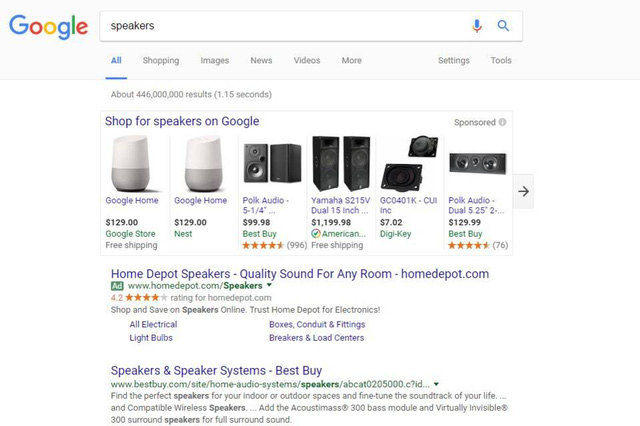 Google
speakers
All Shopping Images News Videos More Settings Tools
About 446,000,000 results (1.15 seconds)
Shop for speakers on Google Sponsored
Google Home
$129.00
Google Store
Free shipping
Google Home
$129.00
Nest
Polk Audio -
5-1/4" ...
$99.98
Best Buy
(996)
Yamaha S215V
Dual 15 Inch ...
$1,199.98
American...
Free shipping
GC0401K - CUI
Inc
$7.02
Digi-Key
Polk Audio -
Dual 5.25" 2-...
$129.99
Best Buy
(76)
Home Depot Speakers - Quality Sound For Any Room - homedepot.com
Ad www.homedepot.com/Speakers
4.2 rating for homedepot.com
Shop and Save on Speakers Online. Trust Home Depot for Electronics!
All Electrical Boxes, Conduit & Fittings
Light Bulbs Breakers & Load Centers
Speakers & Speaker Systems - Best Buy
www.bestbuy.com/site/home-audio-systems/speakers/abcat0205000.c?id...
Find the perfect speakers for your indoor or outdoor spaces and fine-tune the soundtrack of your life. ...
and Compatible Wireless Speakers. ... Add the Acoustimass® 300 bass module and Virtually Invisible®
300 surround speakers for full surround sound.